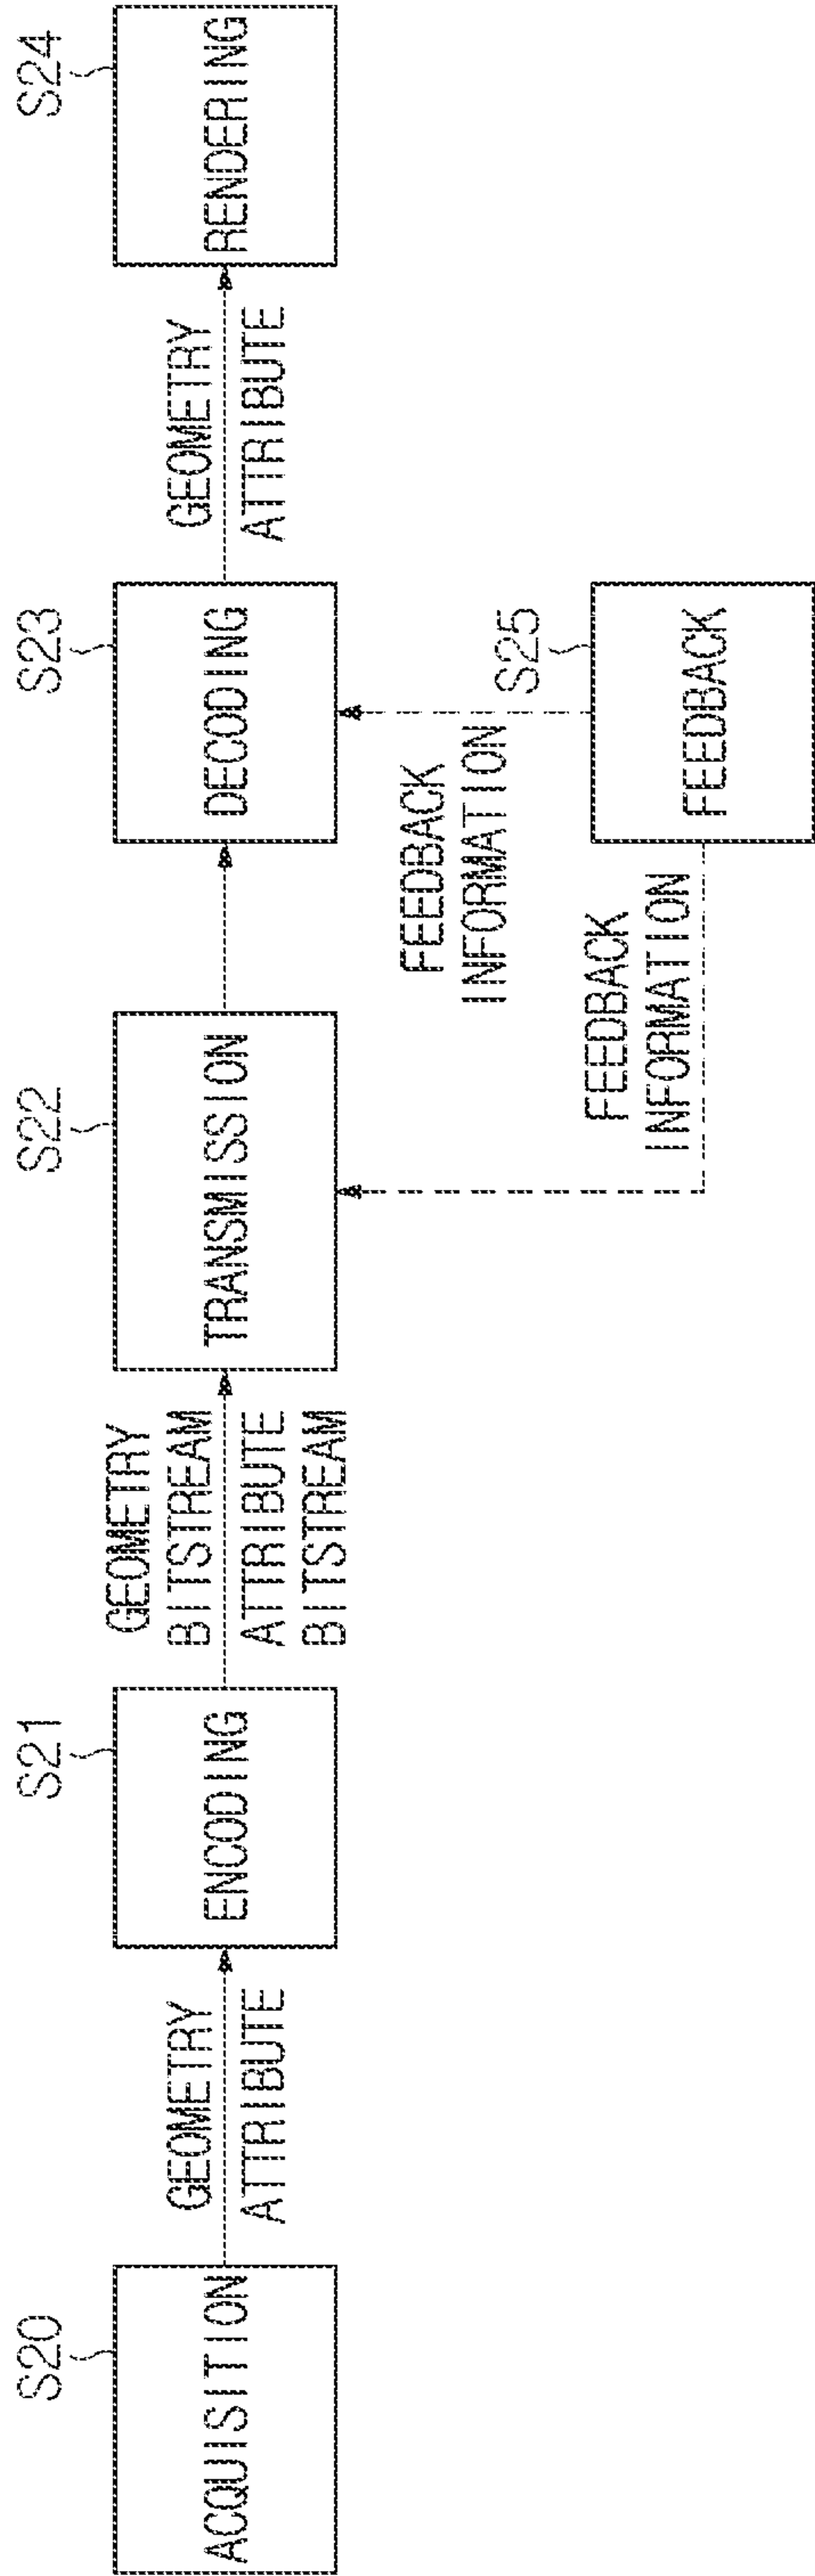 S20
ACQUISITION
GEOMETRY
ATTRIBUTE
S21
ENCODING
GEOMETRY
BITSTREAM
ATTRIBUTE
BITSTREAM
S22
TRANSMISSION
S23
DECODING
GEOMETRY
ATTRIBUTE
S24
RENDERING
FEEDBACK
INFORMATION
FEEDBACK
INFORMATION
S25
FEEDBACK